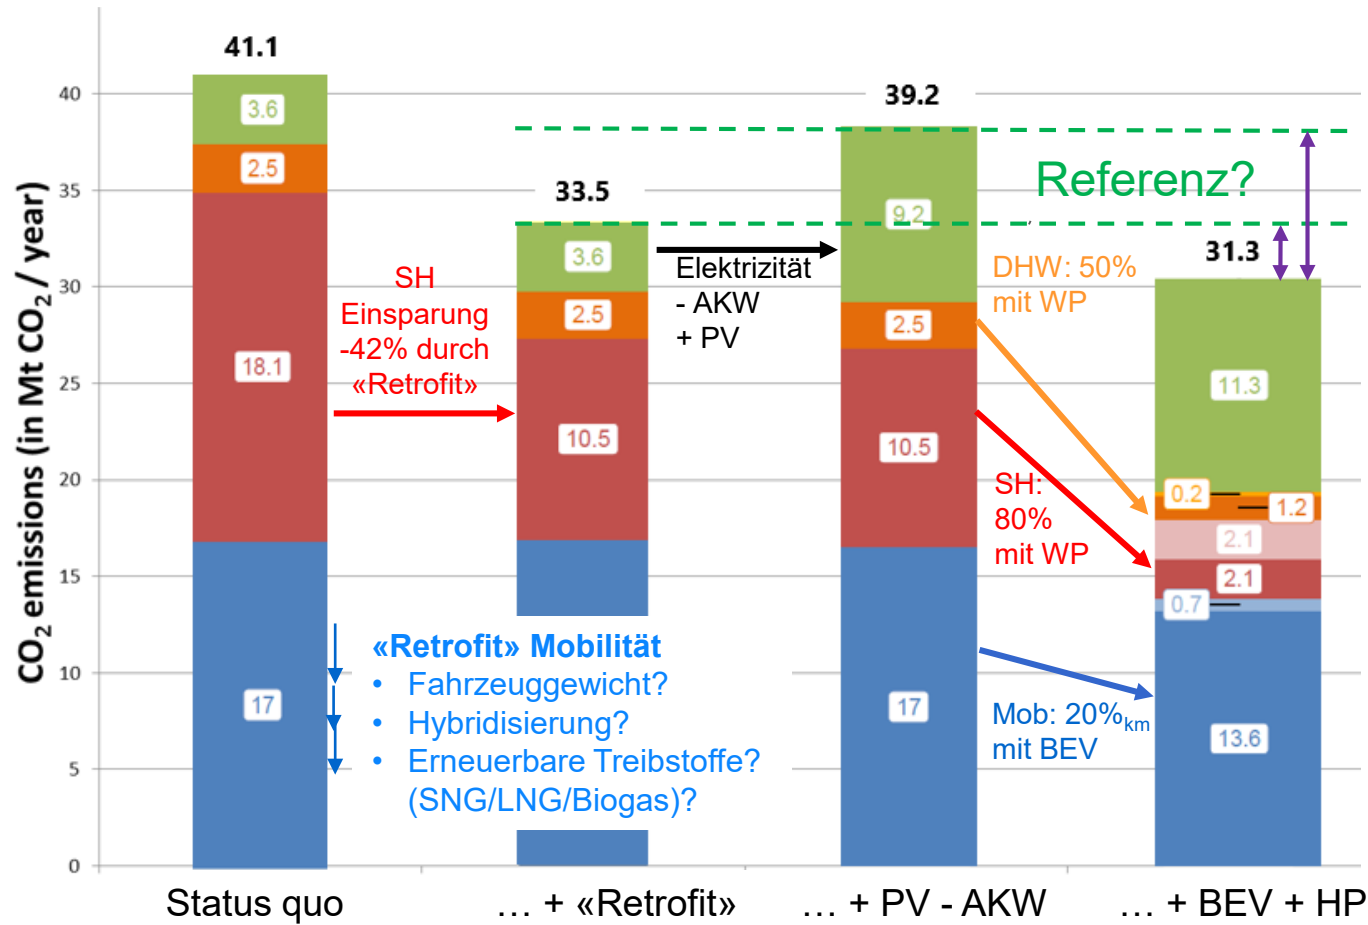 CO₂ emissions (in Mt CO₂ / year)
40
35
30
25
20
15
10
5
0
41.1
3.6
2.5
18.1
17
SH
Einsparung
-42% durch
«Retrofit»
33.5
3.6
2.5
10.5
«Retrofit» Mobilität
• Fahrzeuggewicht?
• Hybridisierung?
• Erneuerbare Treibstoffe?
(SNG/LNG/Biogas)?
Elektrizität
- AKW
+ PV
39.2
9.2
2.5
10.5
17
Referenz?
DHW: 50%
mit WP
SH:
80%
mit WP
Mob: 20%km
mit BEV
31.3
11.3
0.2
1.2
2.1
2.1
0.7
13.6
Status quo
... + «Retrofit»
... + PV - AKW
... + BEV + HP